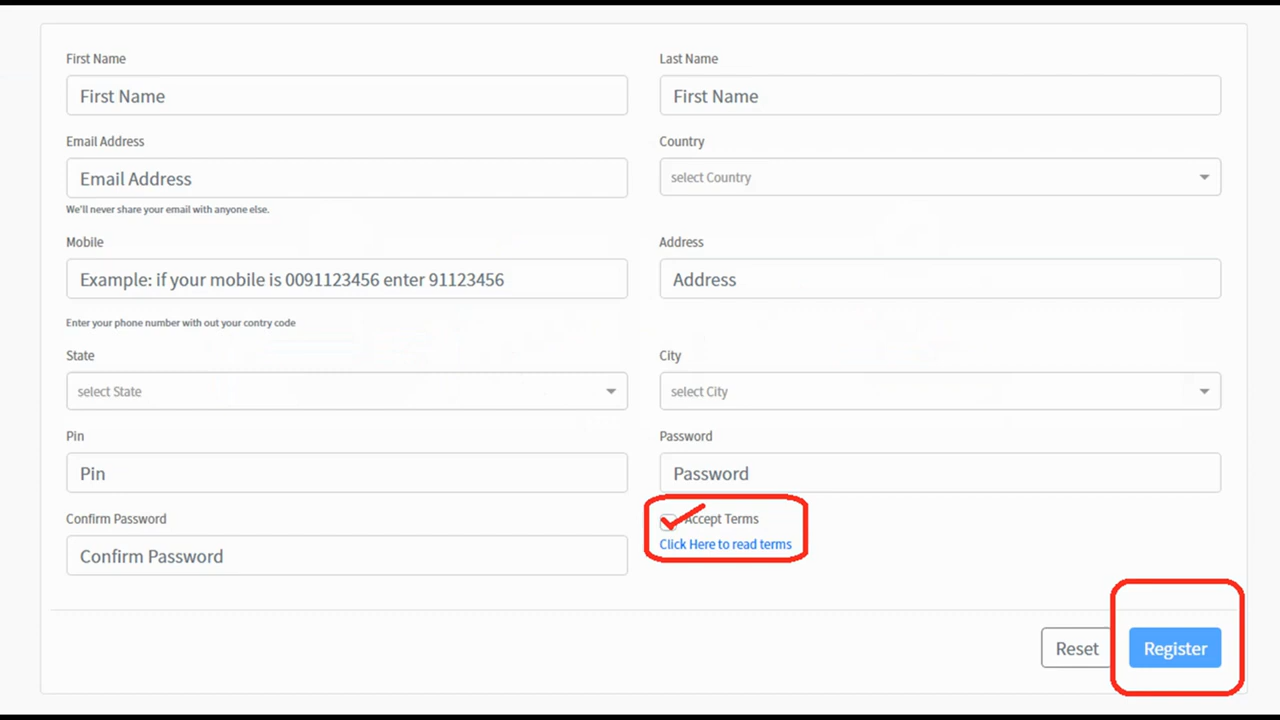 First Name
Last Name
First Name
First Name
Email Address
Country
Email Address
select Country
We'll never share your email with anyone else.
Mobile
Address
Example: if your mobile is 0091123456 enter 91123456
Address
Enter your phone number with out your contry code
State
City
select State
select City
Pin
Password
Pin
Password
Confirm Password
Accept Terms
Click Here to read terms
Confirm Password
Reset
Register